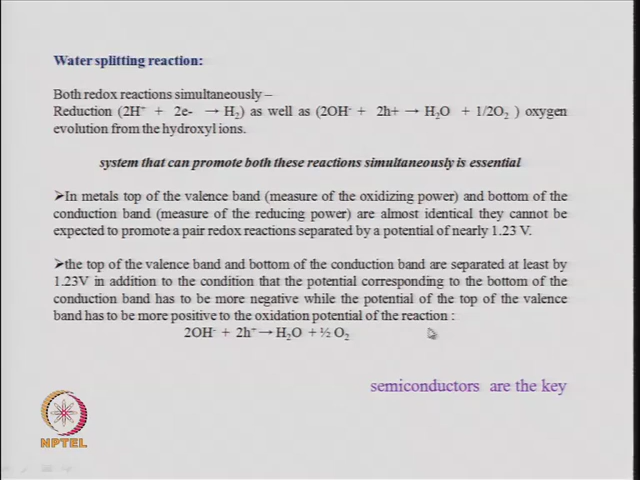 Water splitting reaction:
Both redox reactions simultaneously –
Reduction (2H⁺ + 2e- → H₂) as well as (2OH⁻ + 2h+ → H₂O + 1/2O₂ ) oxygen
evolution from the hydroxyl ions.
system that can promote both these reactions simultaneously is essential
➢In metals top of the valence band (measure of the oxidizing power) and bottom of the
conduction band (measure of the reducing power) are almost identical they cannot be
expected to promote a pair redox reactions separated by a potential of nearly 1.23 V.
➢the top of the valence band and bottom of the conduction band are separated at least by
1.23V in addition to the condition that the potential corresponding to the bottom of the
conduction band has to be more negative while the potential of the top of the valence
band has to be more positive to the oxidation potential of the reaction :
2OH⁻ + 2h⁺→ H₂O + ½ O₂
semiconductors are the key
NPTEL